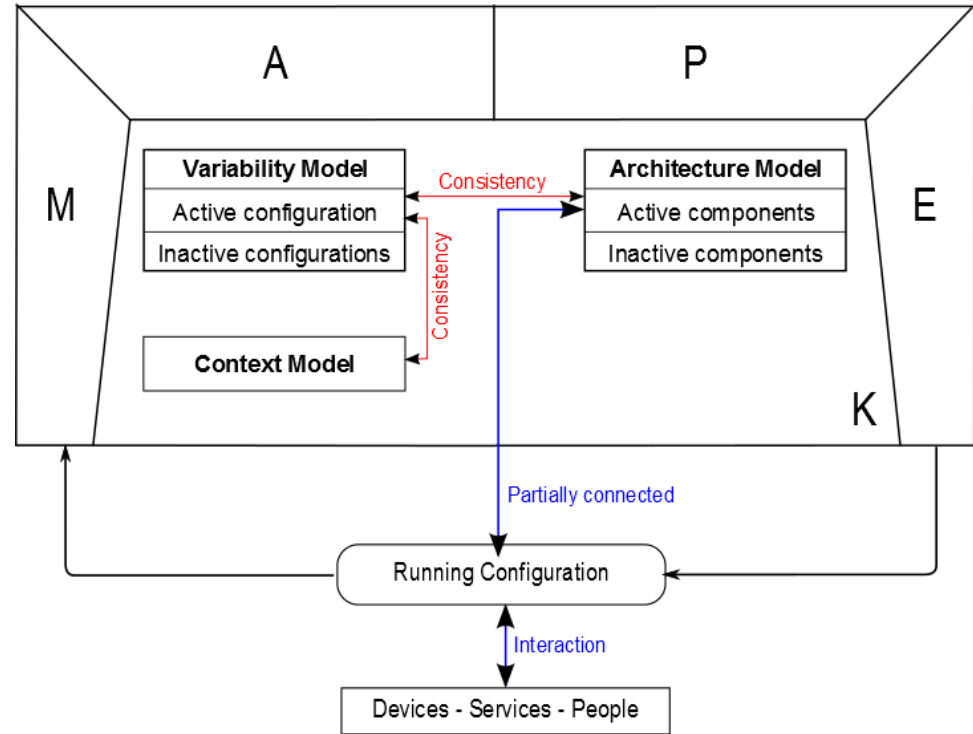 A
P
M
E
Variability Model
Active configuration
Inactive configurations
Consistency
Architecture Model
Active components
Inactive components
Consistency
Context Model
K
Partially connected
Running Configuration
Interaction
Devices - Services - People